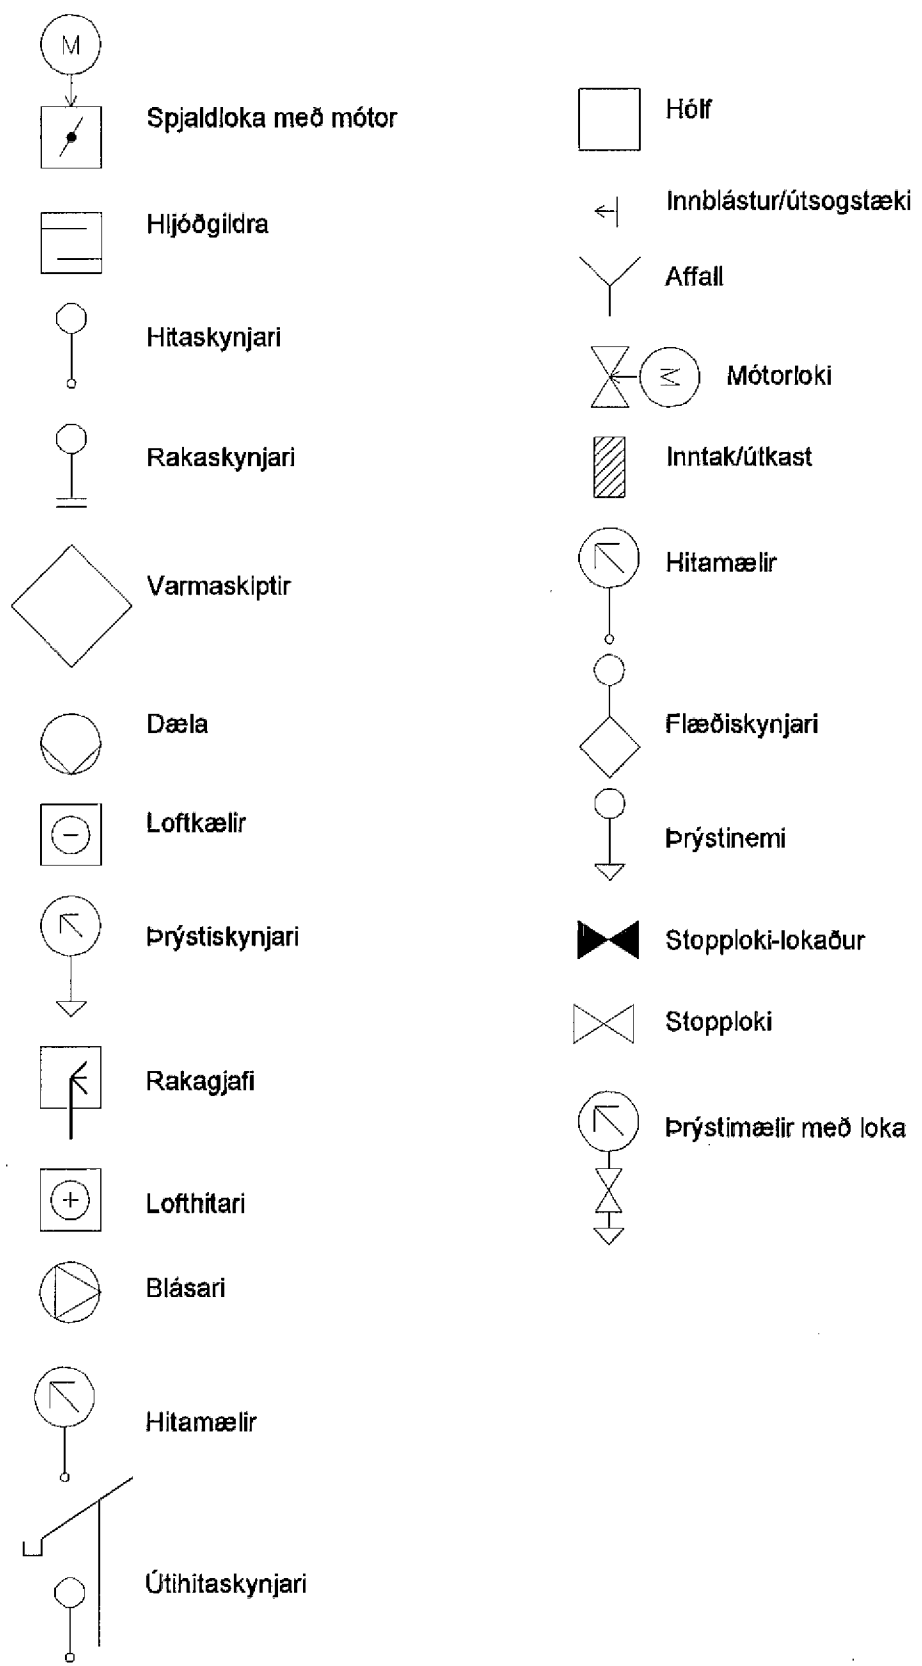 M
Spjaldloka með mótor
Hljóðgildra
Hitaskynjari
Rakaskynjari
Varmaskiptir
Dæla
Loftkælir
Þrýstiskynjari
Rakagjafi
Lofthitari
Blásari
Hitamælir
Útihitaskynjari
Hólf
Innblástur/útsogstæki
Affall
M
Mótorloki
Inntak/útkast
Hitamælir
Flæðiskynjari
Þrýstinemi
Stopploki-lokaður
Stopploki
Þrýstimælir með loka